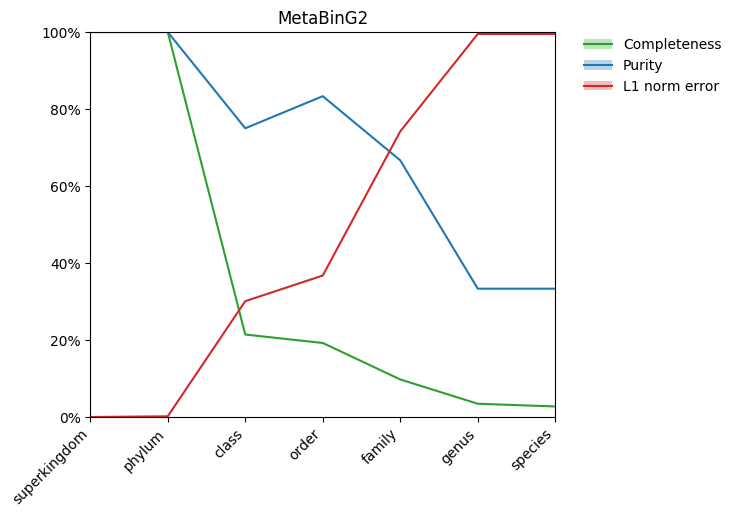 MetaBinG2
100%
80%
60%
40%
20%
0%
superkingdom
phylum
class
order
family
genus
species
Completeness
Purity
L1 norm error